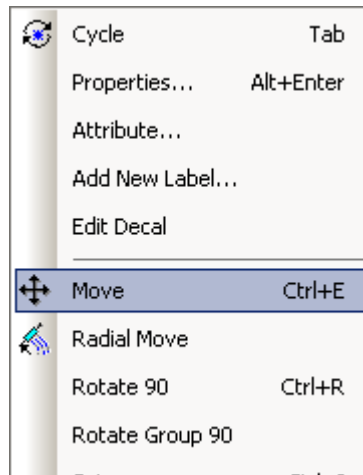 Cycle Tab
Properties... Alt+Enter
Attribute...
Add New Label...
Edit Decal
Move Ctrl+E
Radial Move
Rotate 90 Ctrl+R
Rotate Group 90